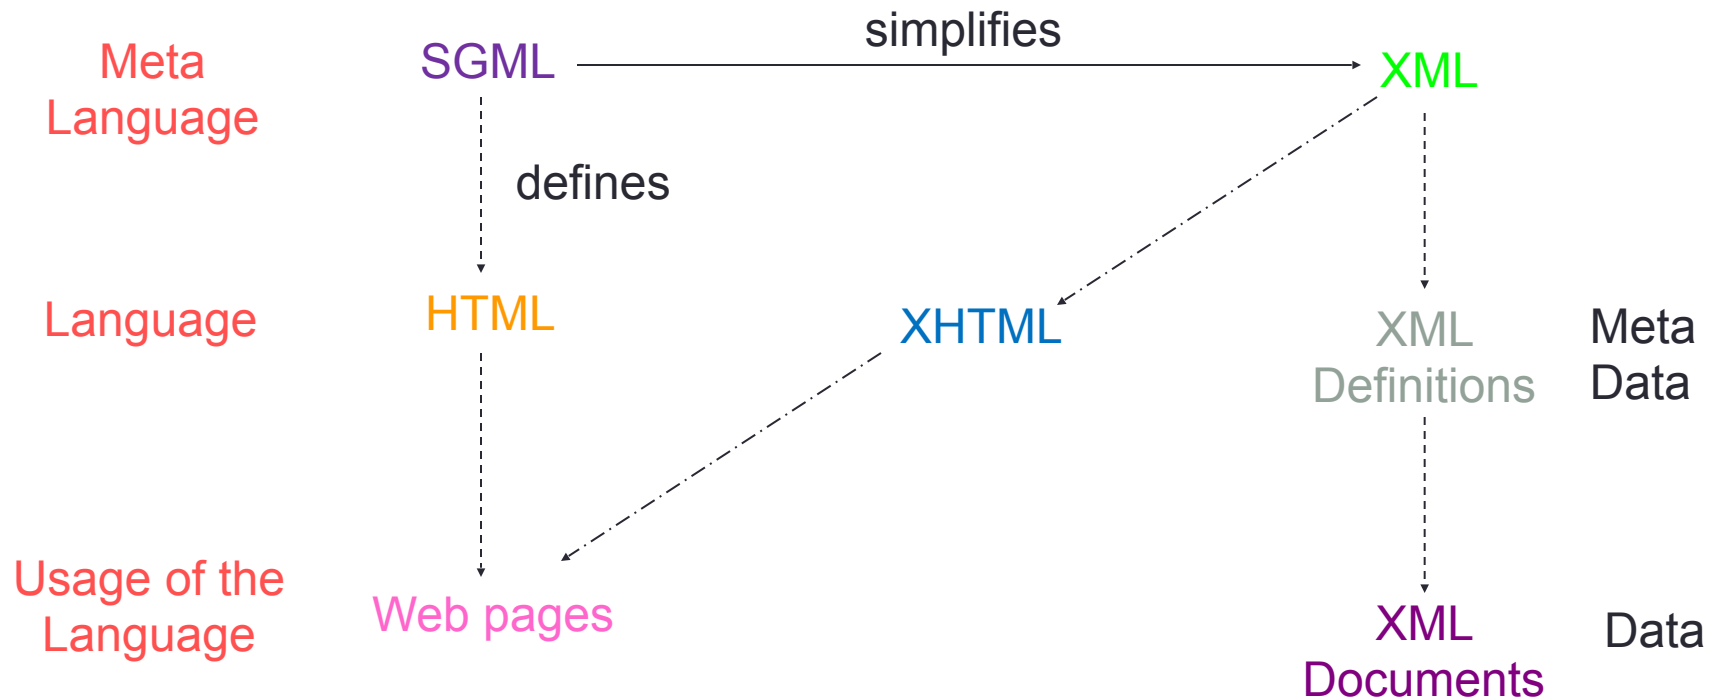 simplifies
Meta
Language
SGML
XML
defines
Language
HTML
XHTML
XML
Definitions
Meta
Data
Usage of the
Language
Web pages
XML
Documents
Data